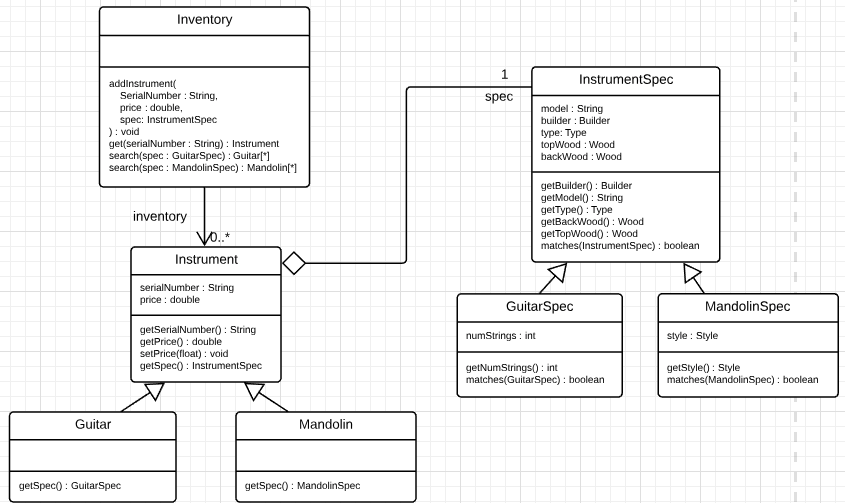 Inventory
addInstrument(
SerialNumber : String,
price : double,
spec: InstrumentSpec
) : void
get(serialNumber : String) : Instrument
search(spec : GuitarSpec) : Guitar[*]
search(spec : MandolinSpec) : Mandolin[*]
inventory
0..*
Instrument
serialNumber : String
price : double
getSerialNumber() : String
getPrice() : double
setPrice(float) : void
getSpec() : InstrumentSpec
Guitar
getSpec() : GuitarSpec
Mandolin
getSpec() : MandolinSpec
1
spec
InstrumentSpec
model : String
builder : Builder
type: Type
topWood : Wood
backWood : Wood
getBuilder() : Builder
getModel() : String
getType() : Type
getBackWood() : Wood
getTopWood() : Wood
matches(InstrumentSpec) : boolean
GuitarSpec
numStrings : int
getNumStrings() : int
matches(GuitarSpec) : boolean
MandolinSpec
style : Style
getStyle() : Style
matches(MandolinSpec) : boolean